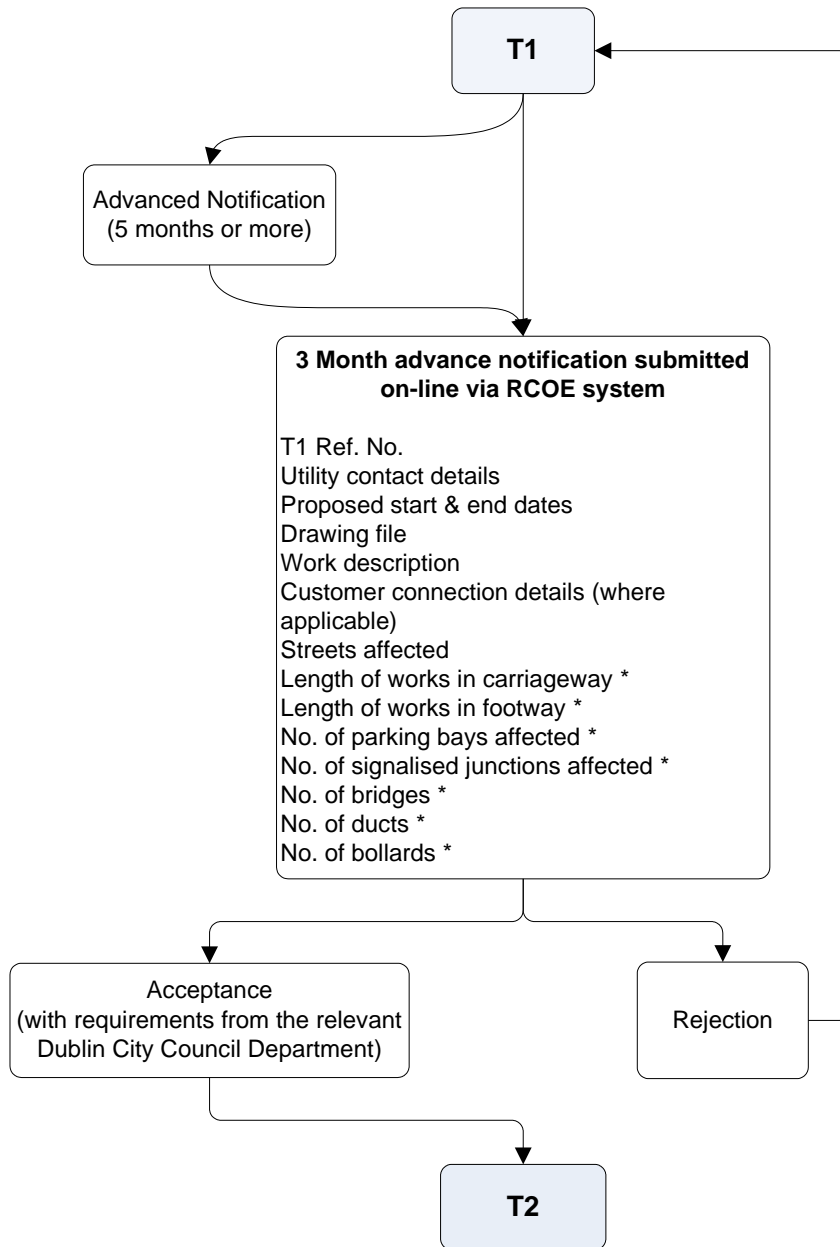 T1
Advanced Notification
(5 months or more)
3 Month advance notification submitted
on-line via RCOE system
T1 Ref. No.
Utility contact details
Proposed start & end dates
Drawing file
Work description
Customer connection details (where
applicable)
Streets affected
Length of works in carriageway *
Length of works in footway *
No. of parking bays affected *
No. of signalised junctions affected *
No. of bridges *
No. of ducts *
No. of bollards *
Acceptance
(with requirements from the relevant
Dublin City Council Department)
Rejection
T2